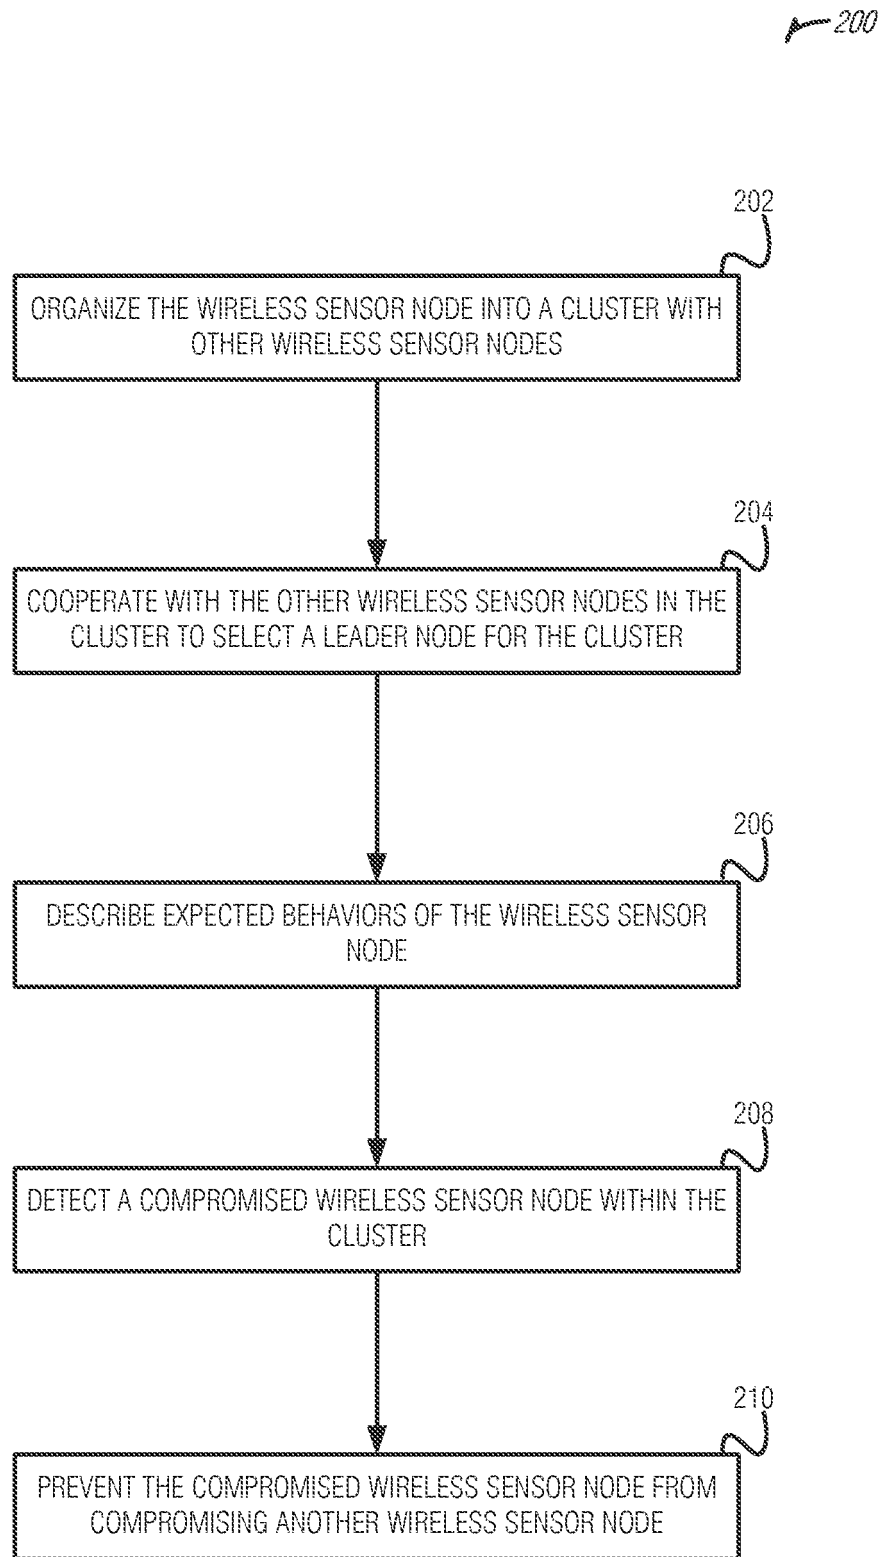 200
202
ORGANIZE THE WIRELESS SENSOR NODE INTO A CLUSTER WITH
OTHER WIRELESS SENSOR NODES
204
COOPERATE WITH THE OTHER WIRELESS SENSOR NODES IN THE
CLUSTER TO SELECT A LEADER NODE FOR THE CLUSTER
206
DESCRIBE EXPECTED BEHAVIORS OF THE WIRELESS SENSOR
NODE
208
DETECT A COMPROMISED WIRELESS SENSOR NODE WITHIN THE
CLUSTER
210
PREVENT THE COMPROMISED WIRELESS SENSOR NODE FROM
COMPROMISING ANOTHER WIRELESS SENSOR NODE